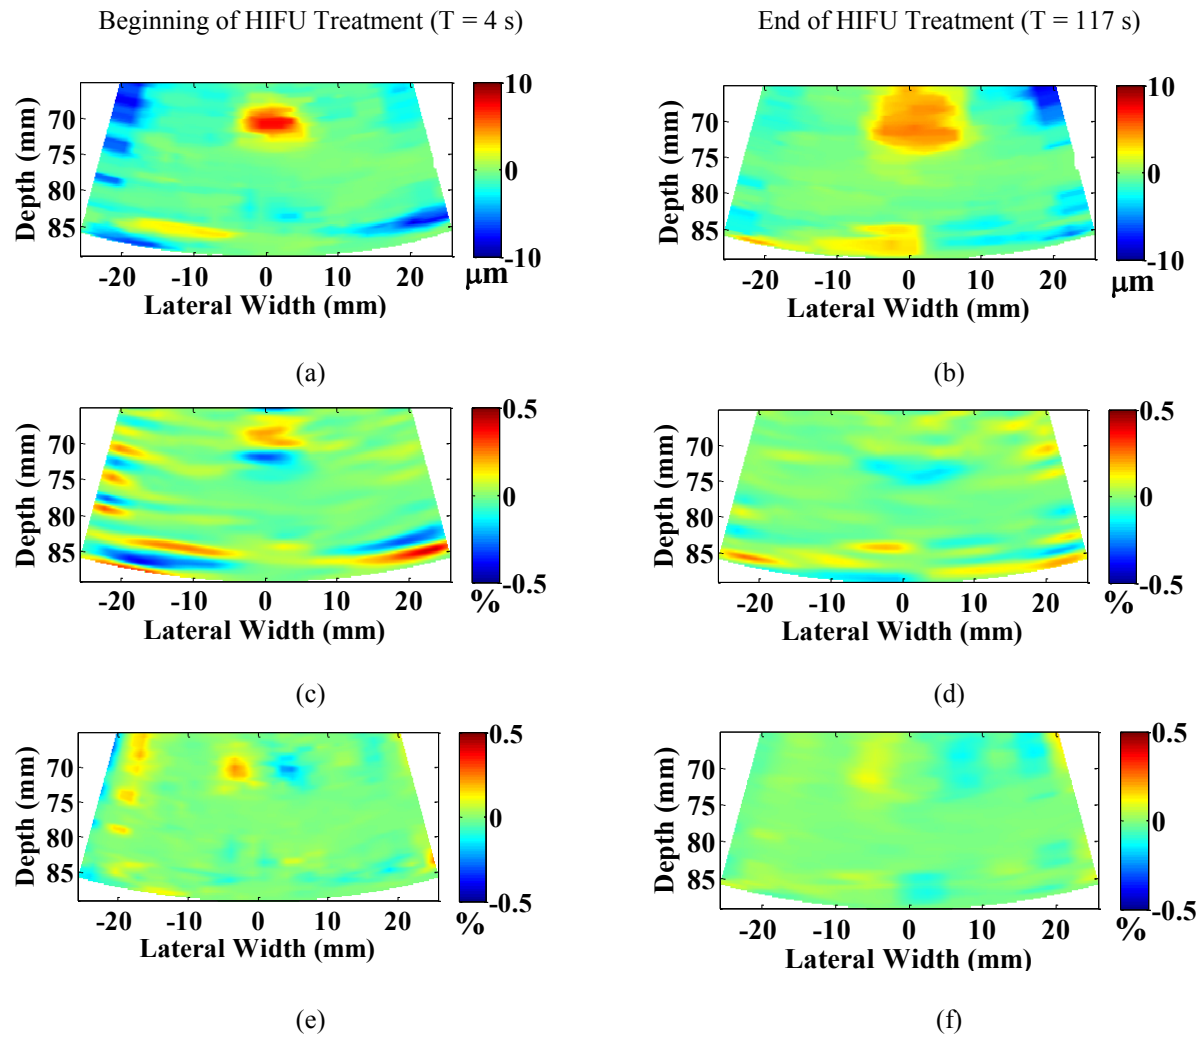 Beginning of HIFU Treatment (T = 4 s)
End of HIFU Treatment (T = 117 s)
Depth (mm)
70
75
80
85
-20 -10 0 10 20
Lateral Width (mm)
10
0
-10
μm
(a)
Depth (mm)
70
75
80
85
-20 -10 0 10 20
Lateral Width (mm)
10
0
-10
μm
(b)
Depth (mm)
70
75
80
85
-20 -10 0 10 20
Lateral Width (mm)
0.5
0
-0.5
%
(c)
Depth (mm)
70
75
80
85
-20 -10 0 10 20
Lateral Width (mm)
0.5
0
-0.5
%
(d)
Depth (mm)
70
75
80
85
-20 -10 0 10 20
Lateral Width (mm)
0.5
0
-0.5
%
(e)
Depth (mm)
70
75
80
85
-20 -10 0 10 20
Lateral Width (mm)
0.5
0
-0.5
%
(f)